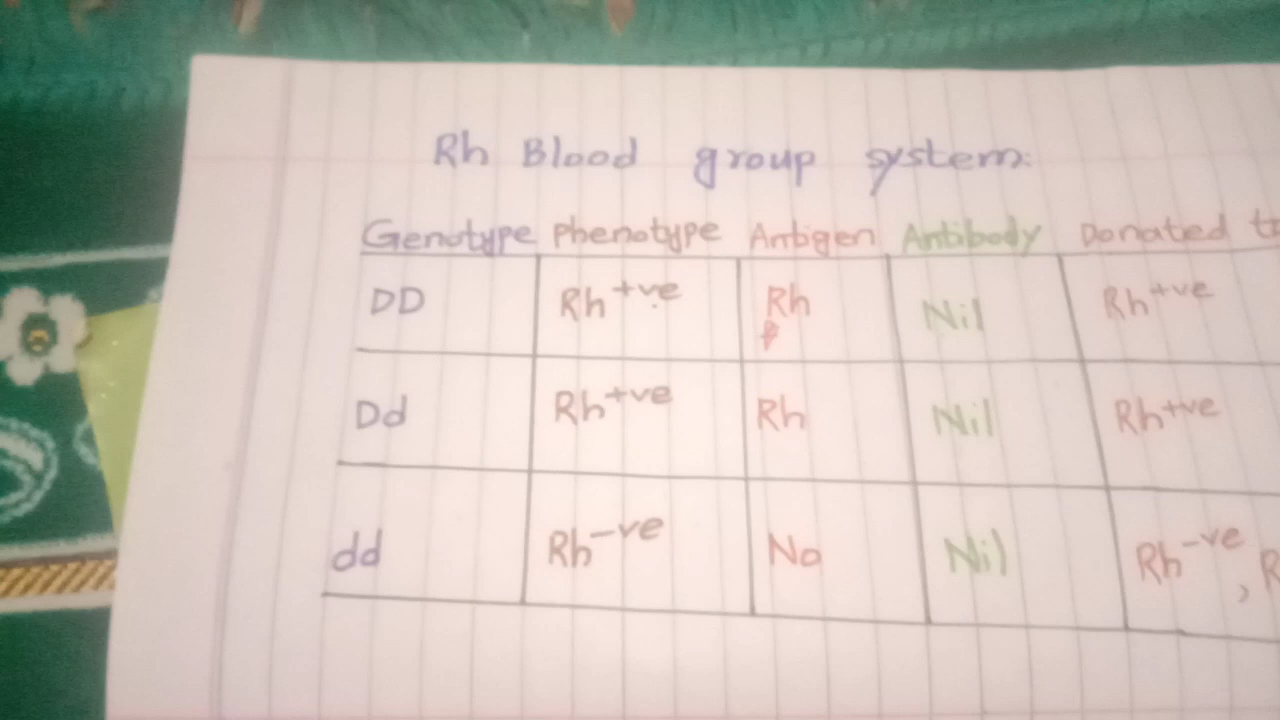 Rh Blood group system.
Genotype Phenotype Antigen Antibody Donated
DD Rh+ve Rh Nil Rh+ve
Dd Rh+ve Rh Nil Rh+ve
dd Rh-ve No Nil Rh-ve,